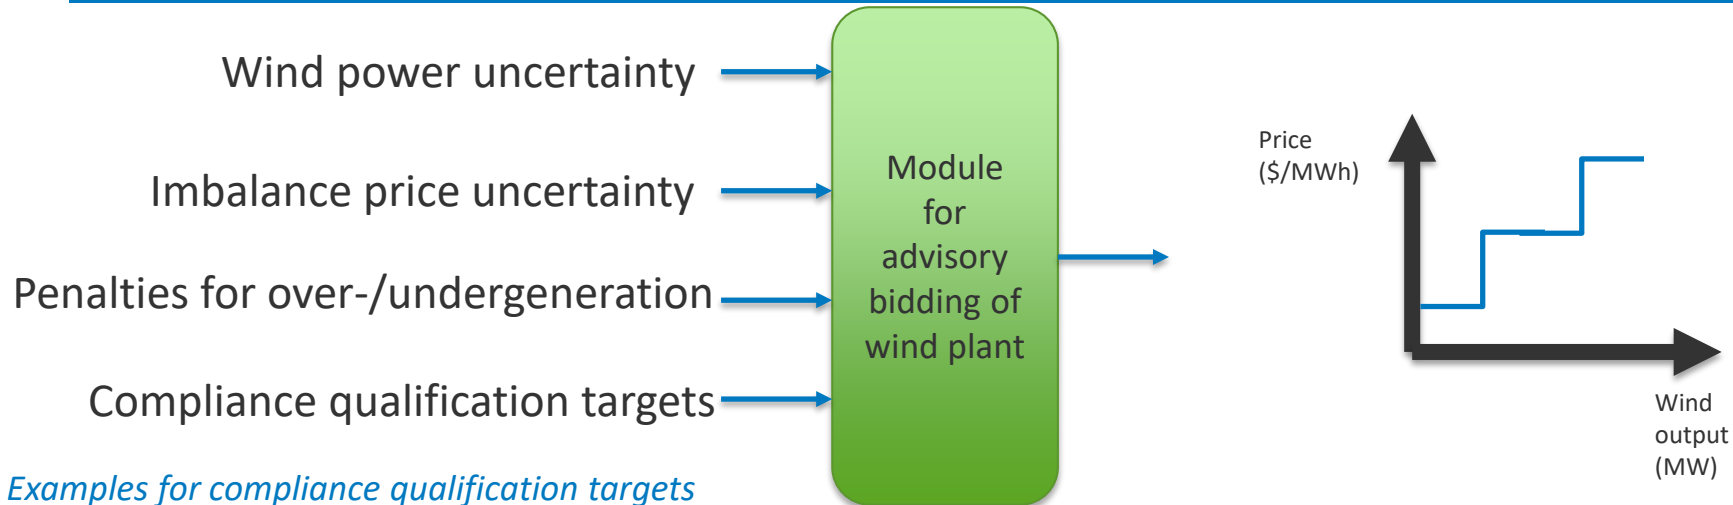 Wind power uncertainty
Imbalance price uncertainty
Penalties for over-/undergeneration
Compliance qualification targets
Examples for compliance qualification targets
Module
for
advisory
bidding of
wind plant
Price
($/MWh)
Wind
output
(MW)